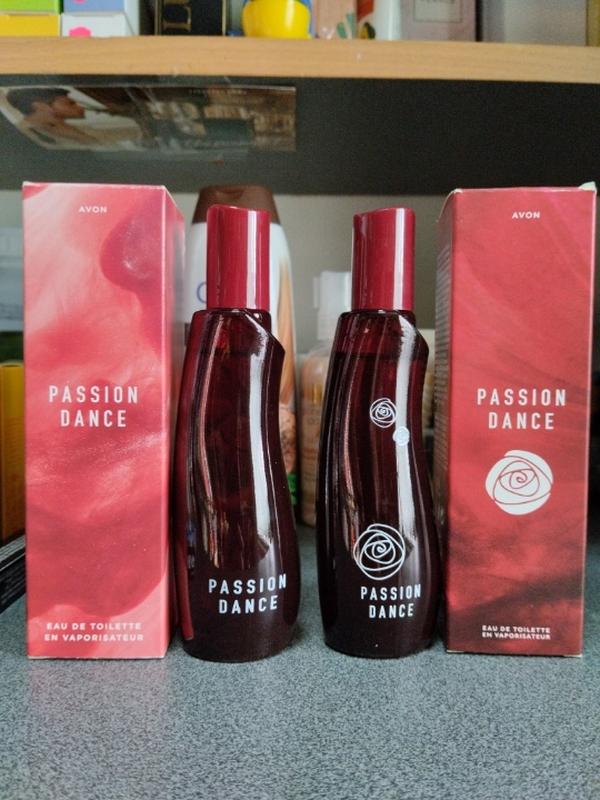 AVON
PASSION
DANCE
EAU DE TOILETTE
EN VAPORISATEUR
PASSION
DANCE
PASSION
DANCE
AVON
PASSION
DANCE
EAU DE TOILETTE
EN VAPORISATEUR